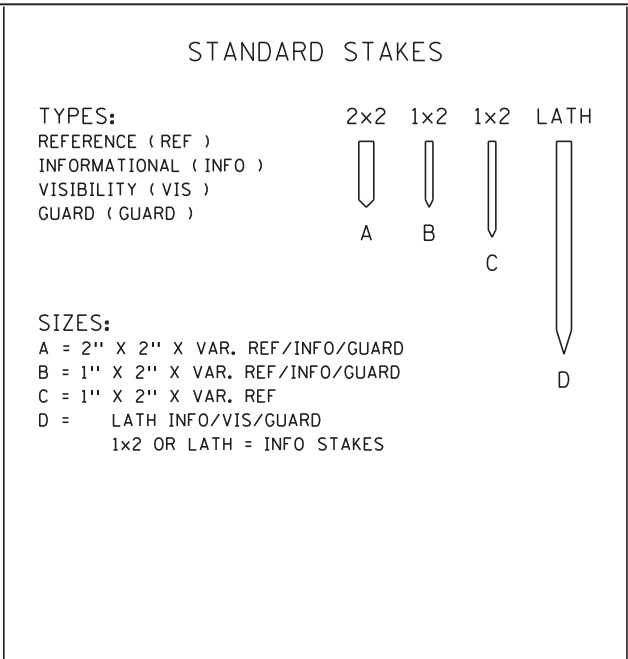 STANDARD STAKES
TYPES: 2x2 1x2 1x2 LATH
REFERENCE ( REF )
INFORMATIONAL ( INFO )
VISIBILITY ( VIS )
GUARD ( GUARD )
A B
C
SIZES:
A = 2'' X 2'' X VAR. REF/INFO/GUARD
B = 1'' X 2'' X VAR. REF/INFO/GUARD
D
C = 1'' X 2'' X VAR. REF
D = LATH INFO/VIS/GUARD
1x2 OR LATH = INFO STAKES